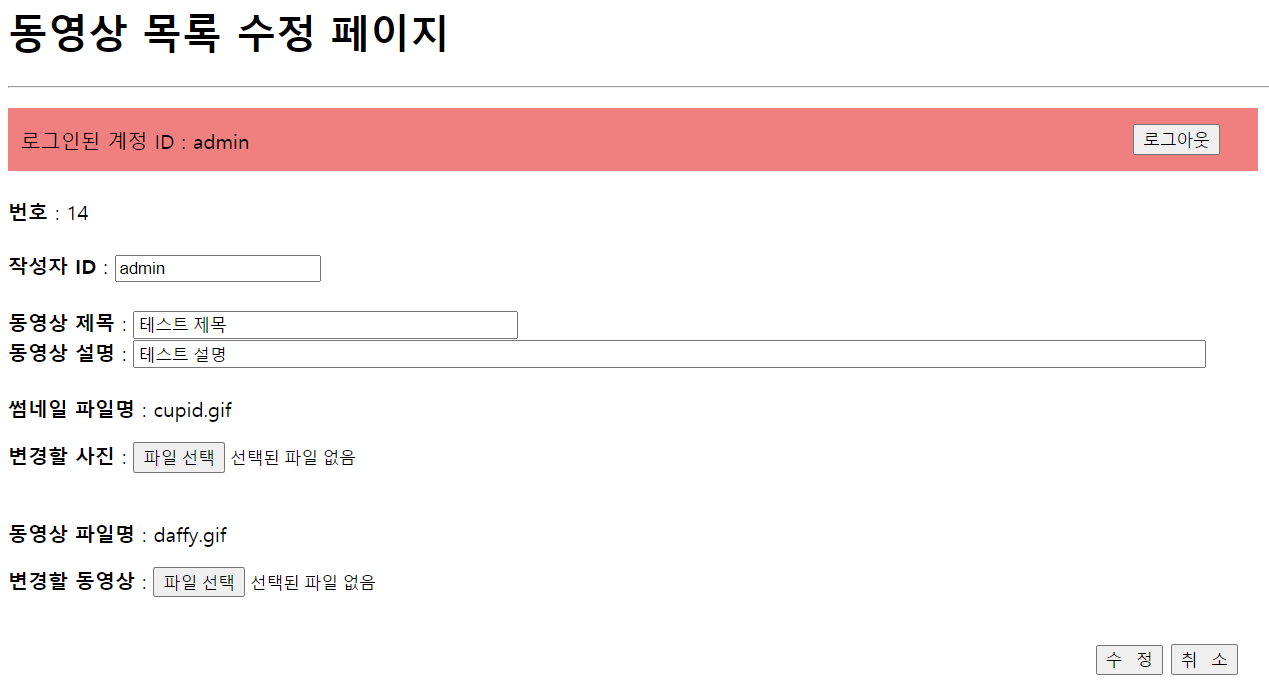 동영상 목록 수정 페이지
로그인된 계정 ID : admin 로그아웃
번호 : 14
작성자 ID : admin
동영상 제목 : 테스트 제목
동영상 설명 : 테스트 설명
썸네일 파일명 : cupid.gif
변경할 사진 : 파일 선택 선택된 파일 없음
동영상 파일명 : daffy.gif
변경할 동영상 : 파일 선택 선택된 파일 없음
수 정 취 소